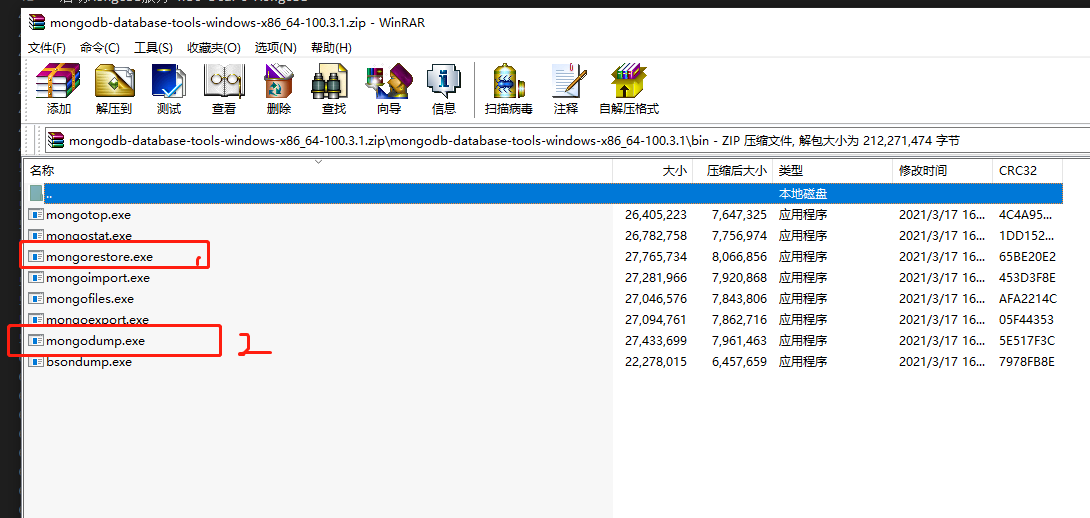 mongodb-database-tools-windows-x86_64-100.3.1.zip - WinRAR
文件(F) 命令(C) 工具(S) 收藏夹(O) 选项(N) 帮助(H)
添加 解压到 测试 查看 删除 查找 向导 信息 扫描病毒 注释 自解压格式
mongodb-database-tools-windows-x86_64-100.3.1.zip\mongodb-database-tools-windows-x86_64-100.3.1\bin - ZIP 压缩文件, 解包大小为 212,271,474 字节
名称 大小 压缩后大小 类型 修改时间 CRC32
.. 本地磁盘
mongotop.exe 26,405,223 7,647,325 应用程序 2021/3/17 16... 4C4A95...
mongostat.exe 26,782,758 7,756,974 应用程序 2021/3/17 16... 1DD152...
mongorestore.exe 27,765,734 8,066,856 应用程序 2021/3/17 16... 65BE20E2
mongoimport.exe 27,281,966 7,920,868 应用程序 2021/3/17 16... 453D3F8E
mongofiles.exe 27,046,576 7,843,806 应用程序 2021/3/17 16... AFA2214C
mongoexport.exe 27,094,761 7,862,716 应用程序 2021/3/17 16... 05F44353
mongodump.exe 2 27,433,699 7,961,463 应用程序 2021/3/17 16... 5E517F3C
bsondump.exe 22,278,015 6,457,659 应用程序 2021/3/17 16... 7978FB8E